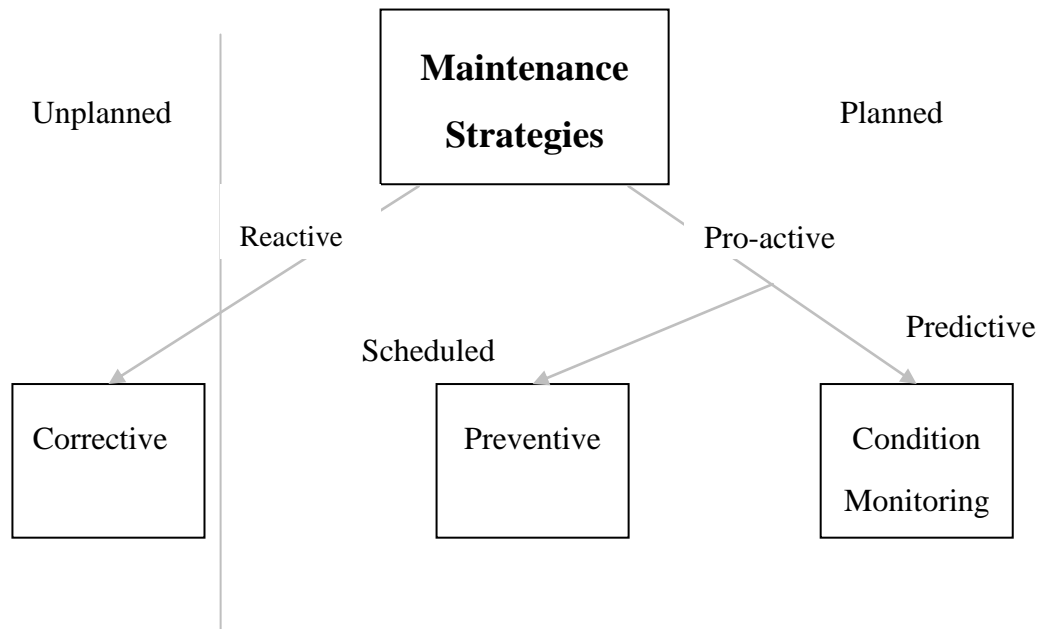 Maintenance
Strategies
Unplanned
Planned
Reactive
Pro-active
Predictive
Scheduled
Corrective
Preventive
Condition
Monitoring